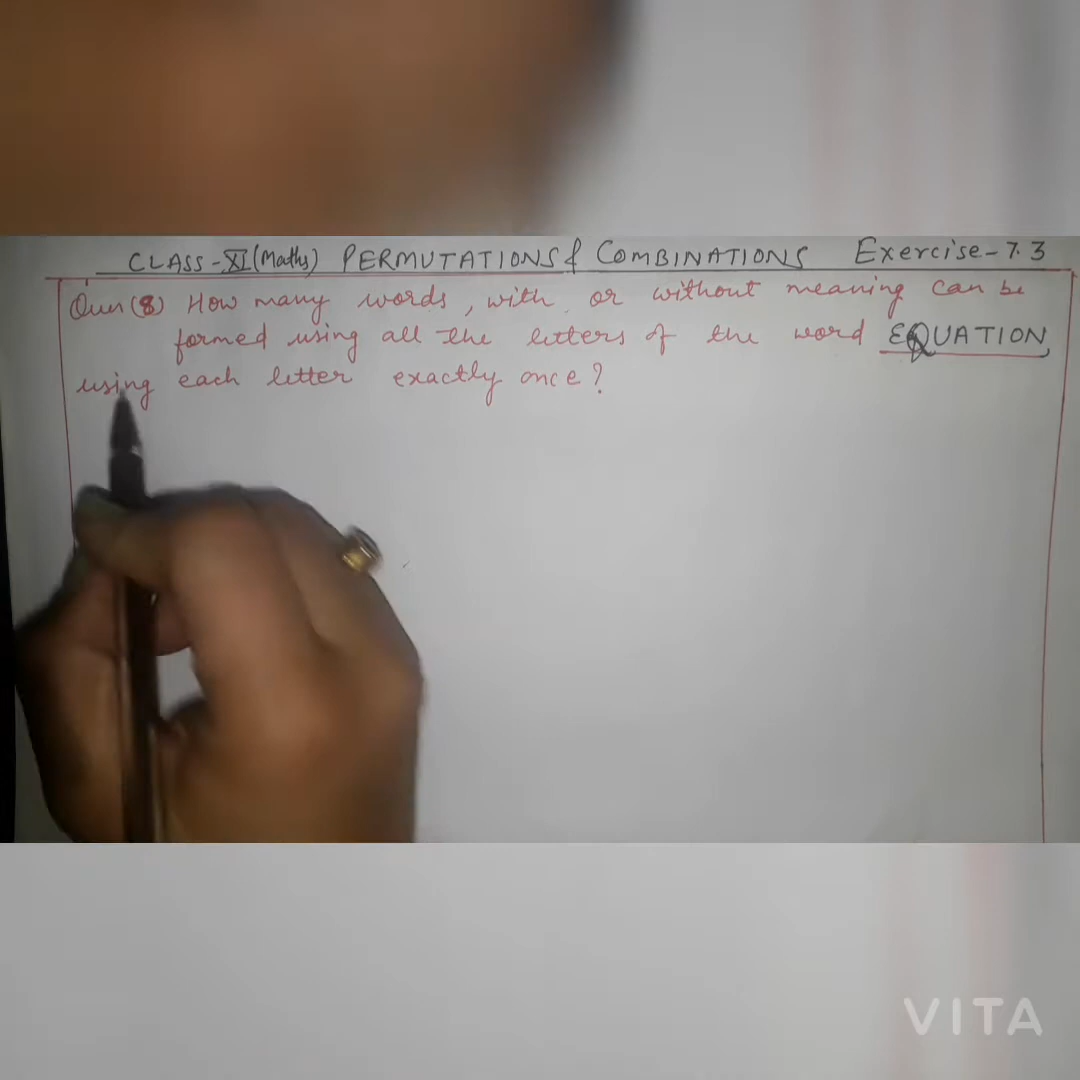 CLASS-XI (Maths) PERMUTATIONS & COMBINATIONS Exercise-7.3
Ques (8) How many words, with or without meaning can be
formed using all the letters of the word EQUATION,
using each letter exactly once?
VITA